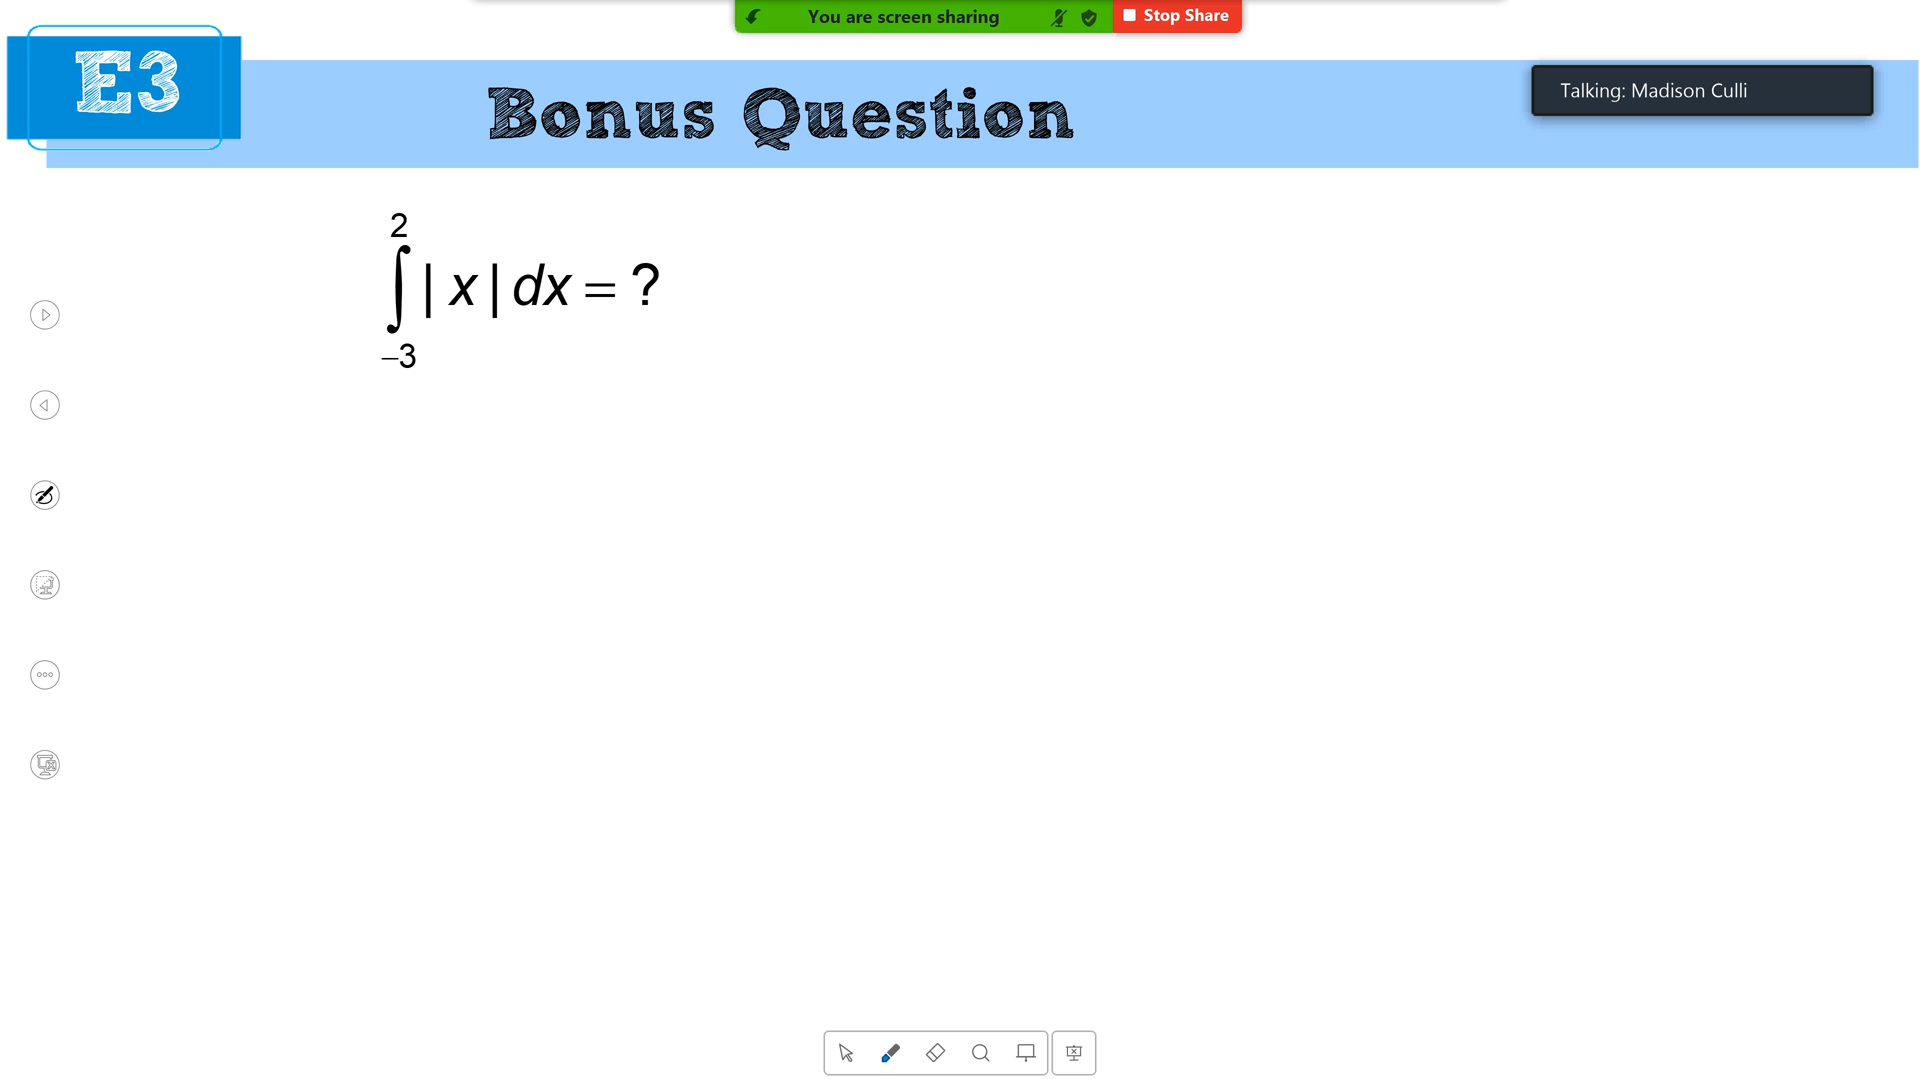 You are screen sharing
Stop Share
E3
Bonus Question
Talking: Madison Culli
2
∫ | x | dx = ?
−3